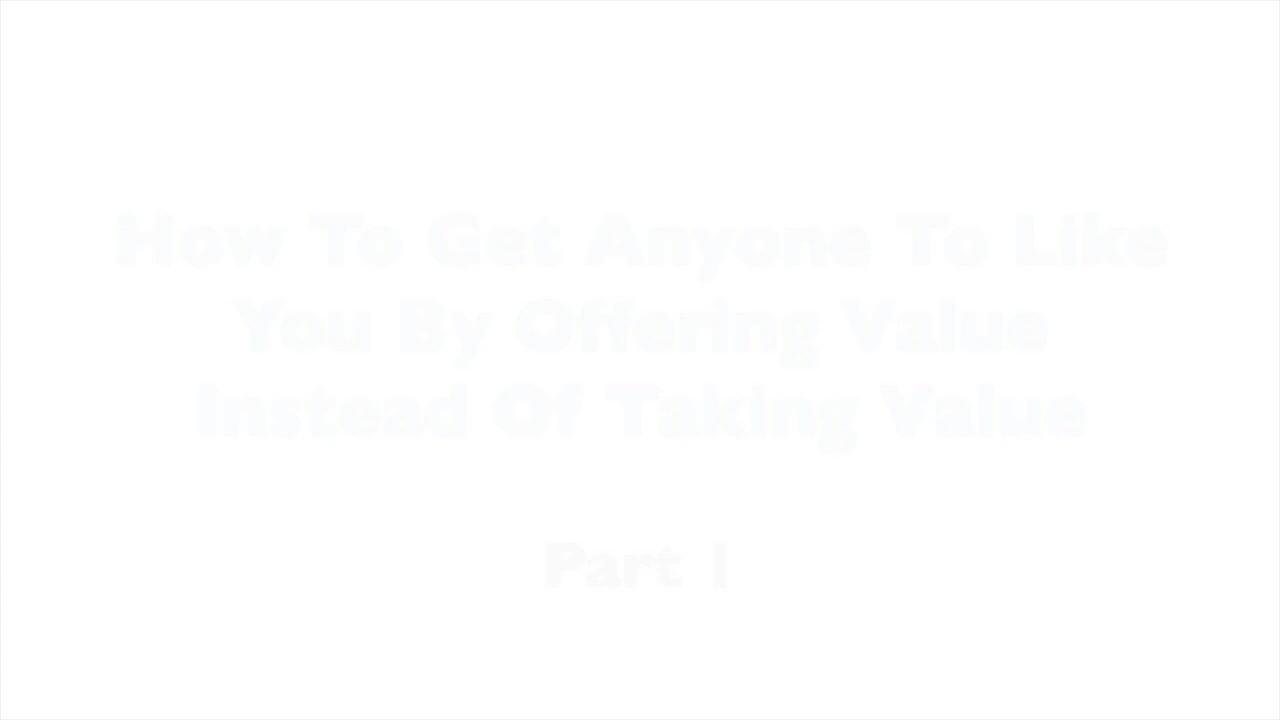 How To Get Anyone To Like
You By Offering Value
Instead Of Taking Value
Part 1